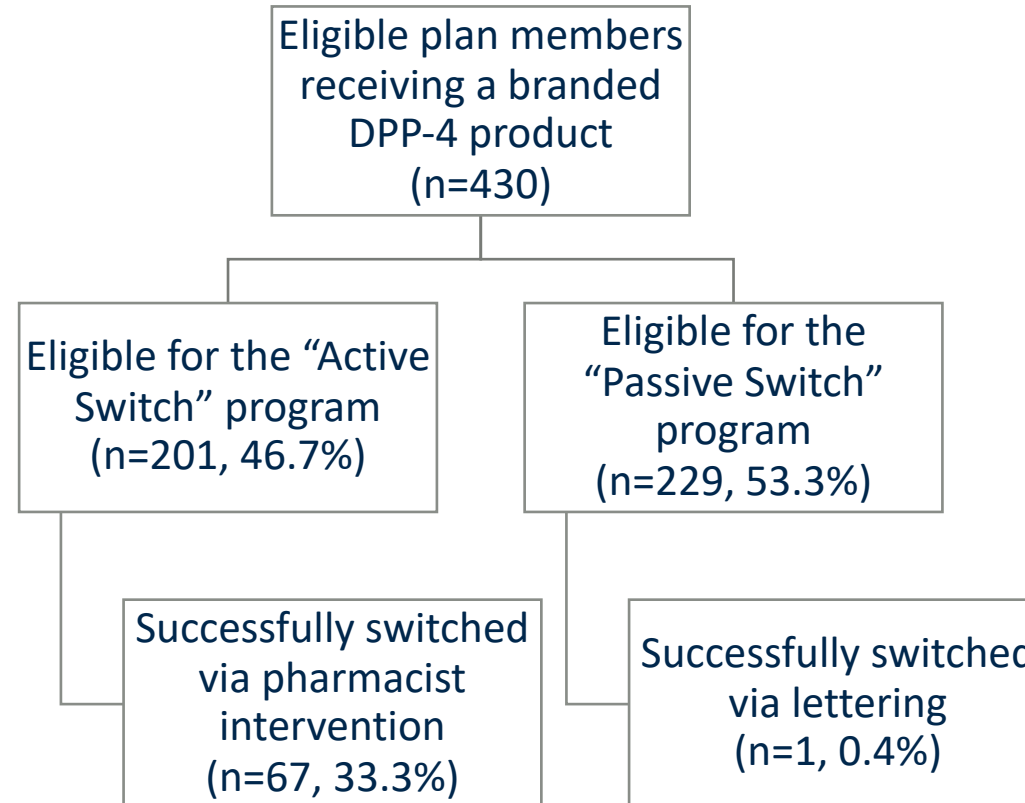 Eligible plan members
receiving a branded
DPP-4 product
(n=430)
Eligible for the “Active
Switch” program
(n=201, 46.7%)
Eligible for the
“Passive Switch”
program
(n=229, 53.3%)
Successfully switched
via pharmacist
intervention
(n=67, 33.3%)
Successfully switched
via lettering
(n=1, 0.4%)